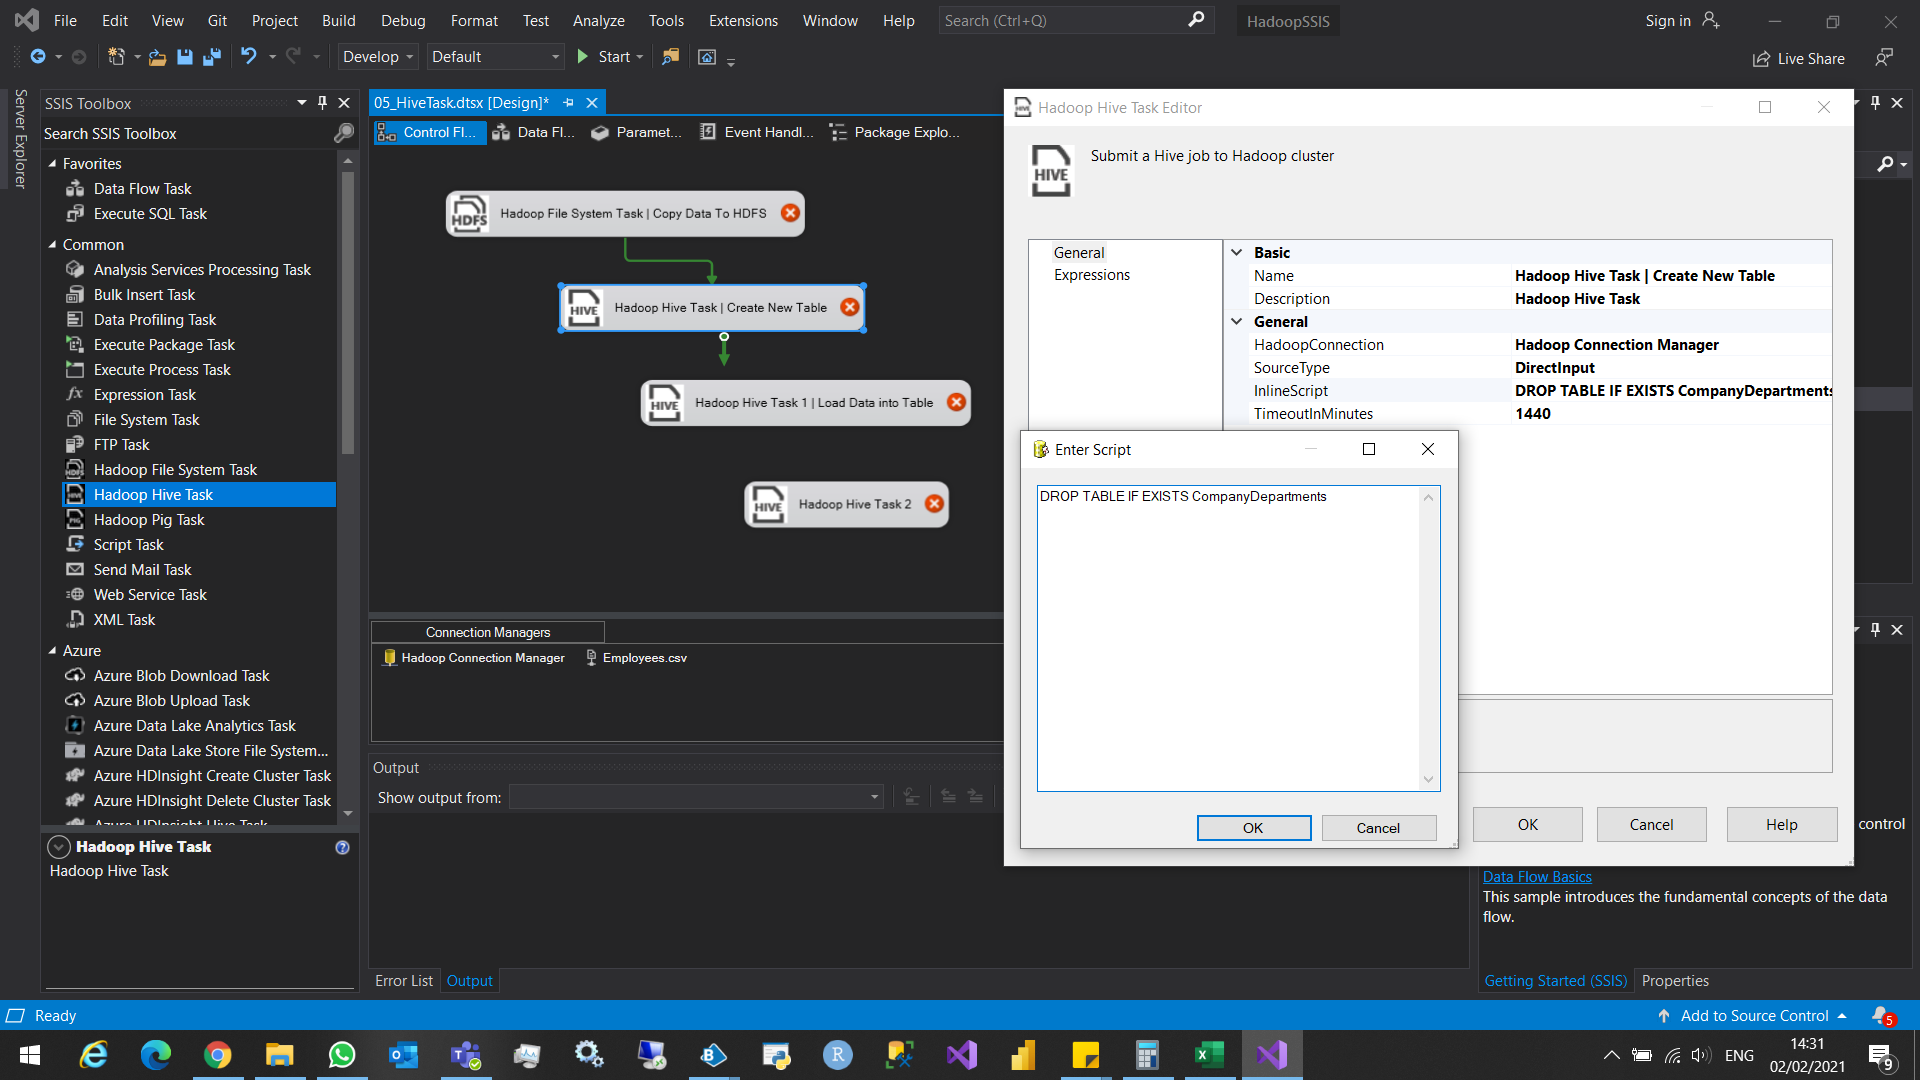 File Edit View Git Project Build Debug Format Test Analyze Tools Extensions Window Help Search (Ctrl+Q) HadoopSSIS Sign in
Develop Default Start Live Share
Server Explorer
SSIS Toolbox
Search SSIS Toolbox
Favorites
Data Flow Task
Execute SQL Task
Common
Analysis Services Processing Task
Bulk Insert Task
Data Profiling Task
Execute Package Task
Execute Process Task
Expression Task
File System Task
FTP Task
Hadoop File System Task
Hadoop Hive Task
Hadoop Pig Task
Script Task
Send Mail Task
Web Service Task
XML Task
Azure
Azure Blob Download Task
Azure Blob Upload Task
Azure Data Lake Analytics Task
Azure Data Lake Store File System...
Azure HDInsight Create Cluster Task
Azure HDInsight Delete Cluster Task
Azure HDInsight Hive Task
Hadoop Hive Task
Hadoop Hive Task
05_HiveTask.dtsx [Design]*
Control Fl... Data Fl... Paramet... Event Handl... Package Explo...
HDFS Hadoop File System Task | Copy Data To HDFS
HIVE Hadoop Hive Task | Create New Table
HIVE Hadoop Hive Task 1 | Load Data into Table
HIVE Hadoop Hive Task 2
Connection Managers
Hadoop Connection Manager Employees.csv
Output
Show output from:
Error List Output
Hadoop Hive Task Editor
HIVE Submit a Hive job to Hadoop cluster
General
Expressions
Basic
Name Hadoop Hive Task | Create New Table
Description Hadoop Hive Task
General
HadoopConnection Hadoop Connection Manager
SourceType DirectInput
InlineScript DROP TABLE IF EXISTS CompanyDepartments
TimeoutInMinutes 1440
Enter Script
DROP TABLE IF EXISTS CompanyDepartments
OK Cancel
OK Cancel Help
control
Data Flow Basics
This sample introduces the fundamental concepts of the data
flow.
Getting Started (SSIS) Properties
Ready Add to Source Control 5
ENG 14:31
02/02/2021 9